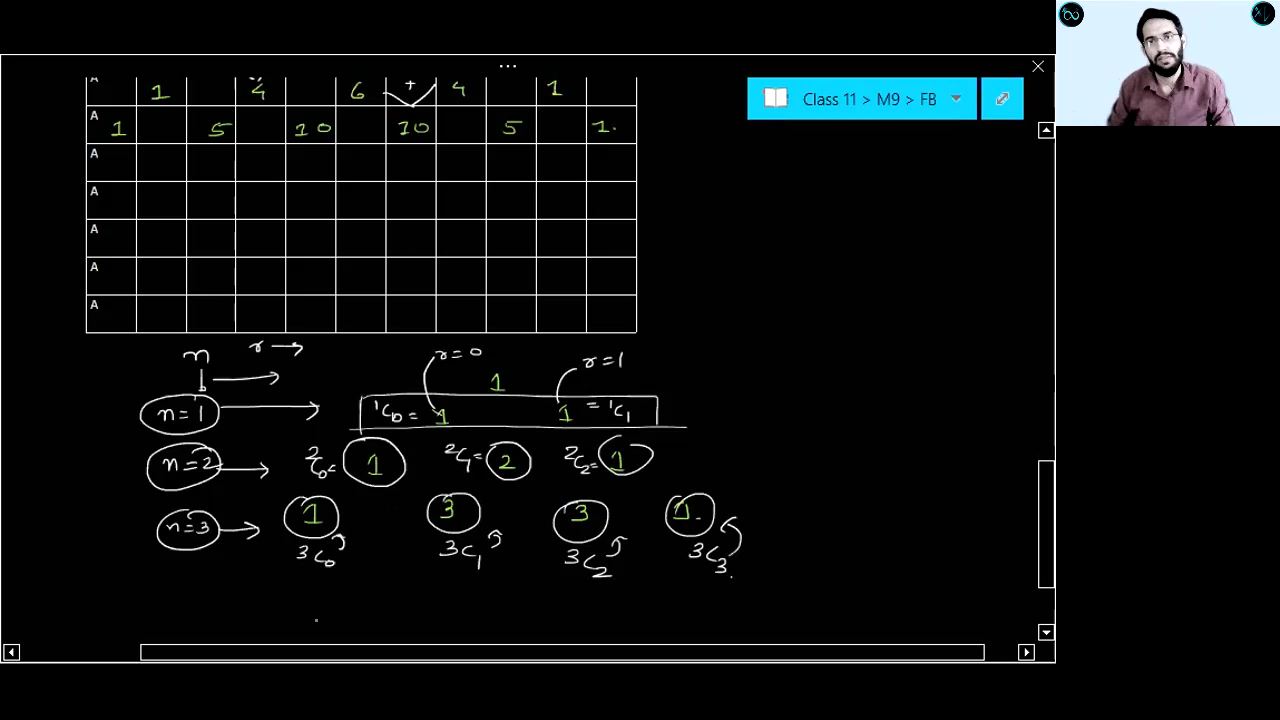 Class 11 > M9 > FB
A 1 4 6 + 4 1
A 1 5 10 10 5 1.
A
A
A
A
A
n r →
r=0 r=1
1
n=1 ¹C₀ = 1 1 = ¹C₁
n=2 ²C₀= 1 ²C₁= 2 ²C₂= 1
n=3 1 3 3 1.
³C₀ ³C₁ ³C₂ ³C₃